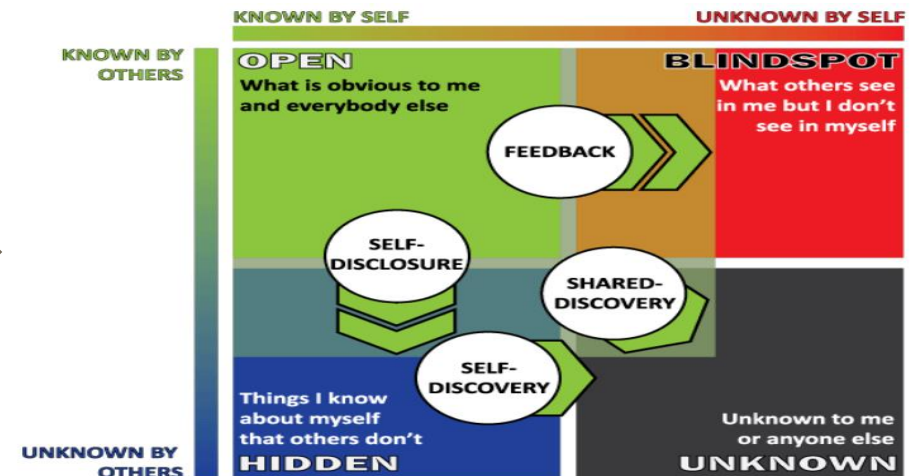 KNOWN BY SELF
UNKNOWN BY SELF
KNOWN BY
OTHERS
OPEN
What is obvious to me
and everybody else
BLINDSPOT
What others see
in me but I don't
see in myself
FEEDBACK
SELF-
DISCLOSURE
SHARED-
DISCOVERY
SELF-
DISCOVERY
Things I know
about myself
that others don't
HIDDEN
Unknown to me
or anyone else
UNKNOWN
UNKNOWN BY
OTHERS